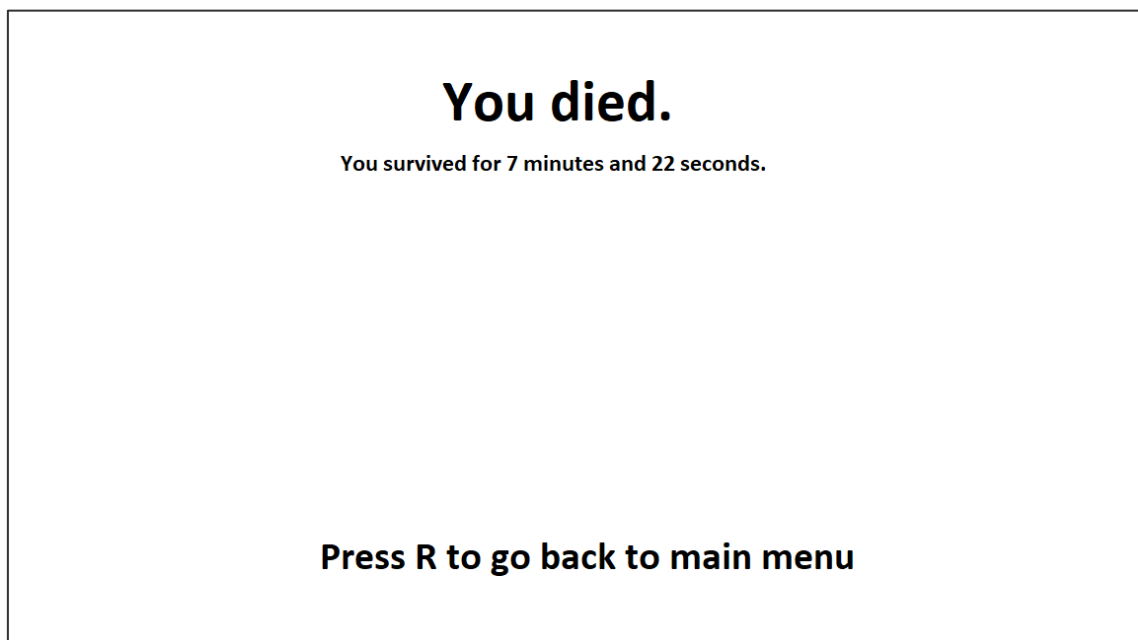 You died.
You survived for 7 minutes and 22 seconds.
Press R to go back to main menu